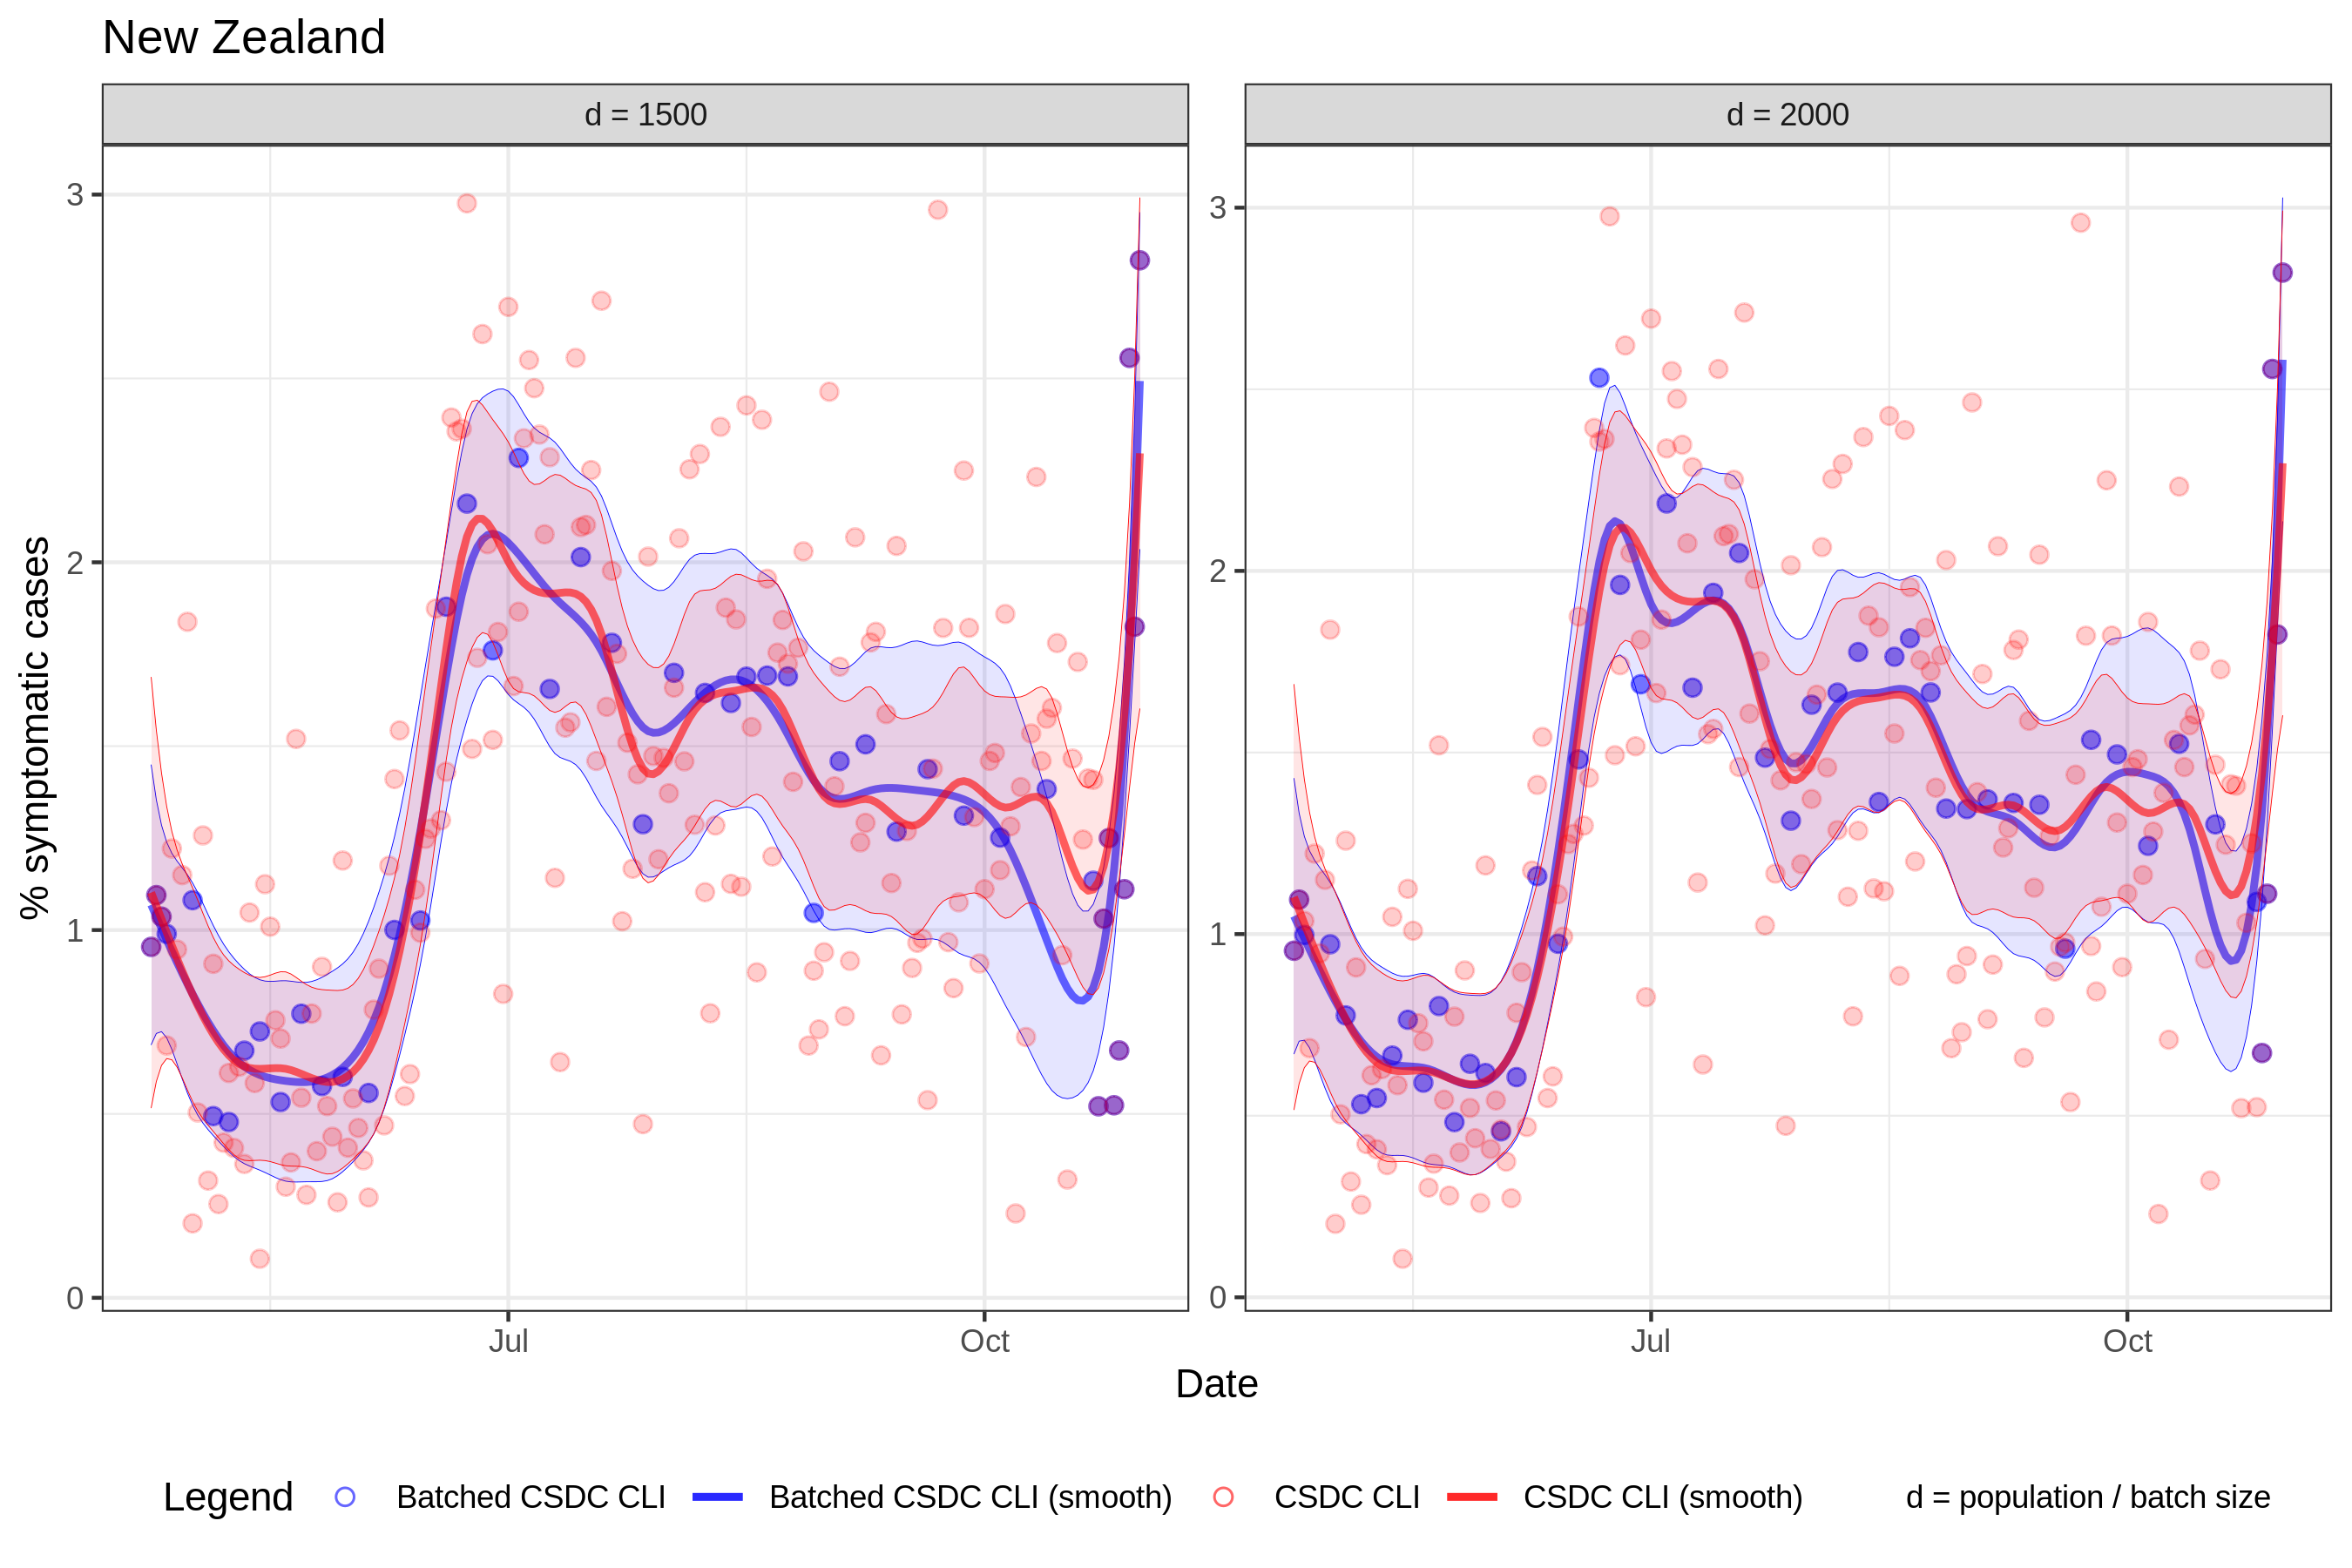 New Zealand
d = 1500
d = 2000
% symptomatic cases
3
2
1
0
3
2
1
0
Jul
Oct
Jul
Oct
Date
Legend
Batched CSDC CLI
Batched CSDC CLI (smooth)
CSDC CLI
CSDC CLI (smooth)
d = population / batch size